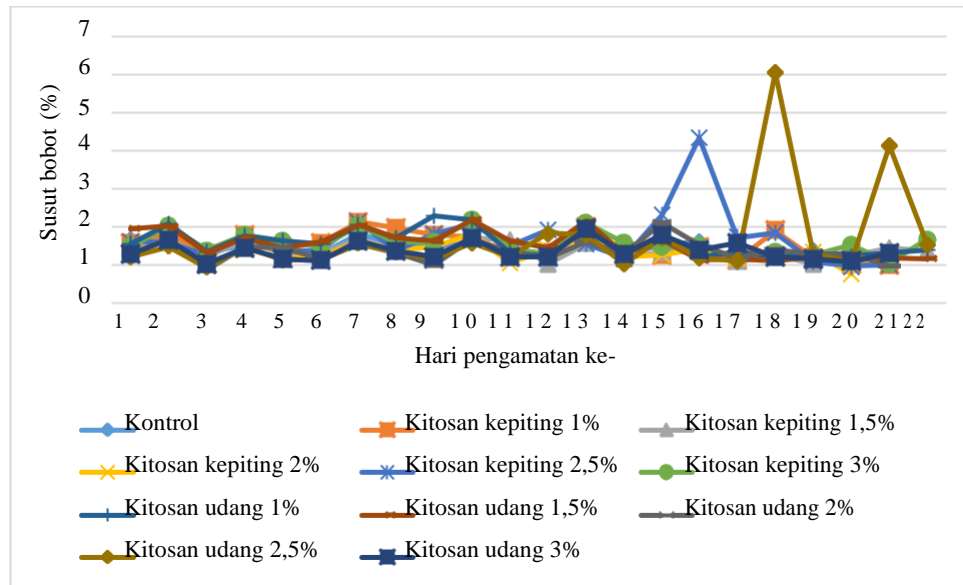 7
6
5
4
3
2
1
0
Susut bobot (%)
1 2 3 4 5 6 7 8 9 10 11 12 13 14 15 16 17 18 19 20 21 22
Hari pengamatan ke-
Kontrol Kitosan kepiting 1% Kitosan kepiting 1,5%
Kitosan kepiting 2% Kitosan kepiting 2,5% Kitosan kepiting 3%
Kitosan udang 1% Kitosan udang 1,5% Kitosan udang 2%
Kitosan udang 2,5% Kitosan udang 3%